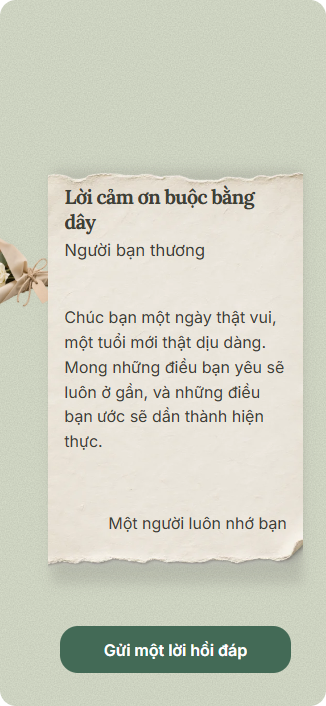 Lời cảm ơn buộc bằng
dây
Người bạn thương
Chúc bạn một ngày thật vui,
một tuổi mới thật dịu dàng.
Mong những điều bạn yêu sẽ
luôn ở gần, và những điều
bạn ước sẽ dần thành hiện
thực.
Một người luôn nhớ bạn
Gửi một lời hồi đáp